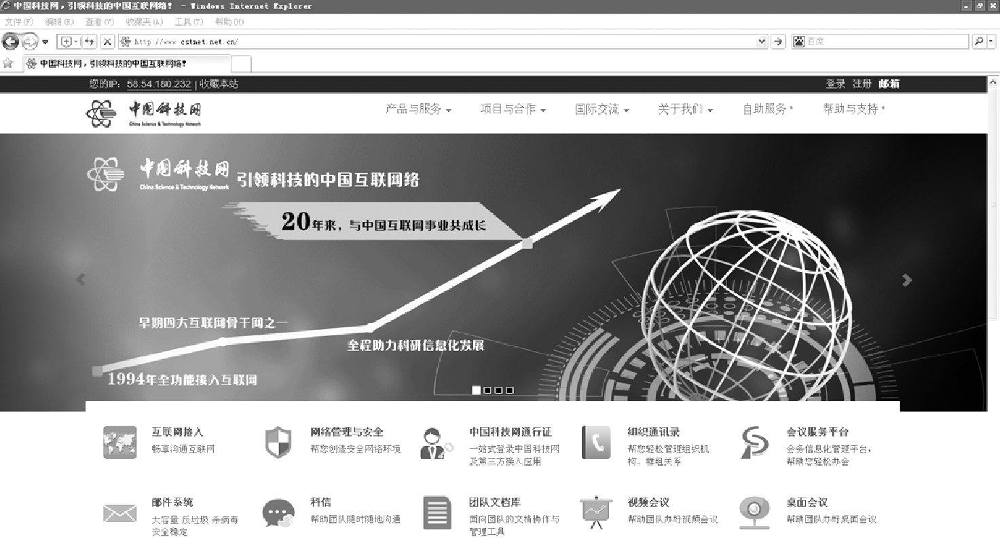 中国科技网，引领科技的中国互联网络! - Windows Internet Explorer
文件(F) 编辑(E) 查看(V) 收藏夹(A) 工具(T) 帮助(H)
http://www.cstnet.net.cn/
百度
中国科技网，引领科技的中国互联网络!
您的IP: 58.54.180.232 | 收藏本站
登录 注册 邮箱
中国科技网
China Science & Technology Network
产品与服务 项目与合作 国际交流 关于我们 自助服务 帮助与支持
中国科技网
China Science & Technology Network
引领科技的中国互联网络
20年来，与中国互联网事业共成长
早期四大互联网骨干网之一
全程助力科研信息化发展
1994年全功能接入互联网
互联网接入
畅享沟通互联网
网络管理与安全
帮您创造安全网络环境
中国科技网通行证
一站式登录中国科技网
及第三方接入应用
组织通讯录
帮您轻松管理组织机
构、群组关系
会议服务平台
会务信息化管理平台，
帮助您轻松办会
邮件系统
大容量 反垃圾 杀病毒
安全稳定
科信
帮助团队随时随地沟通
团队文档库
面向团队的文档协作与
管理工具
视频会议
帮助团队办好视频会议
桌面会议
帮助团队办好桌面会议